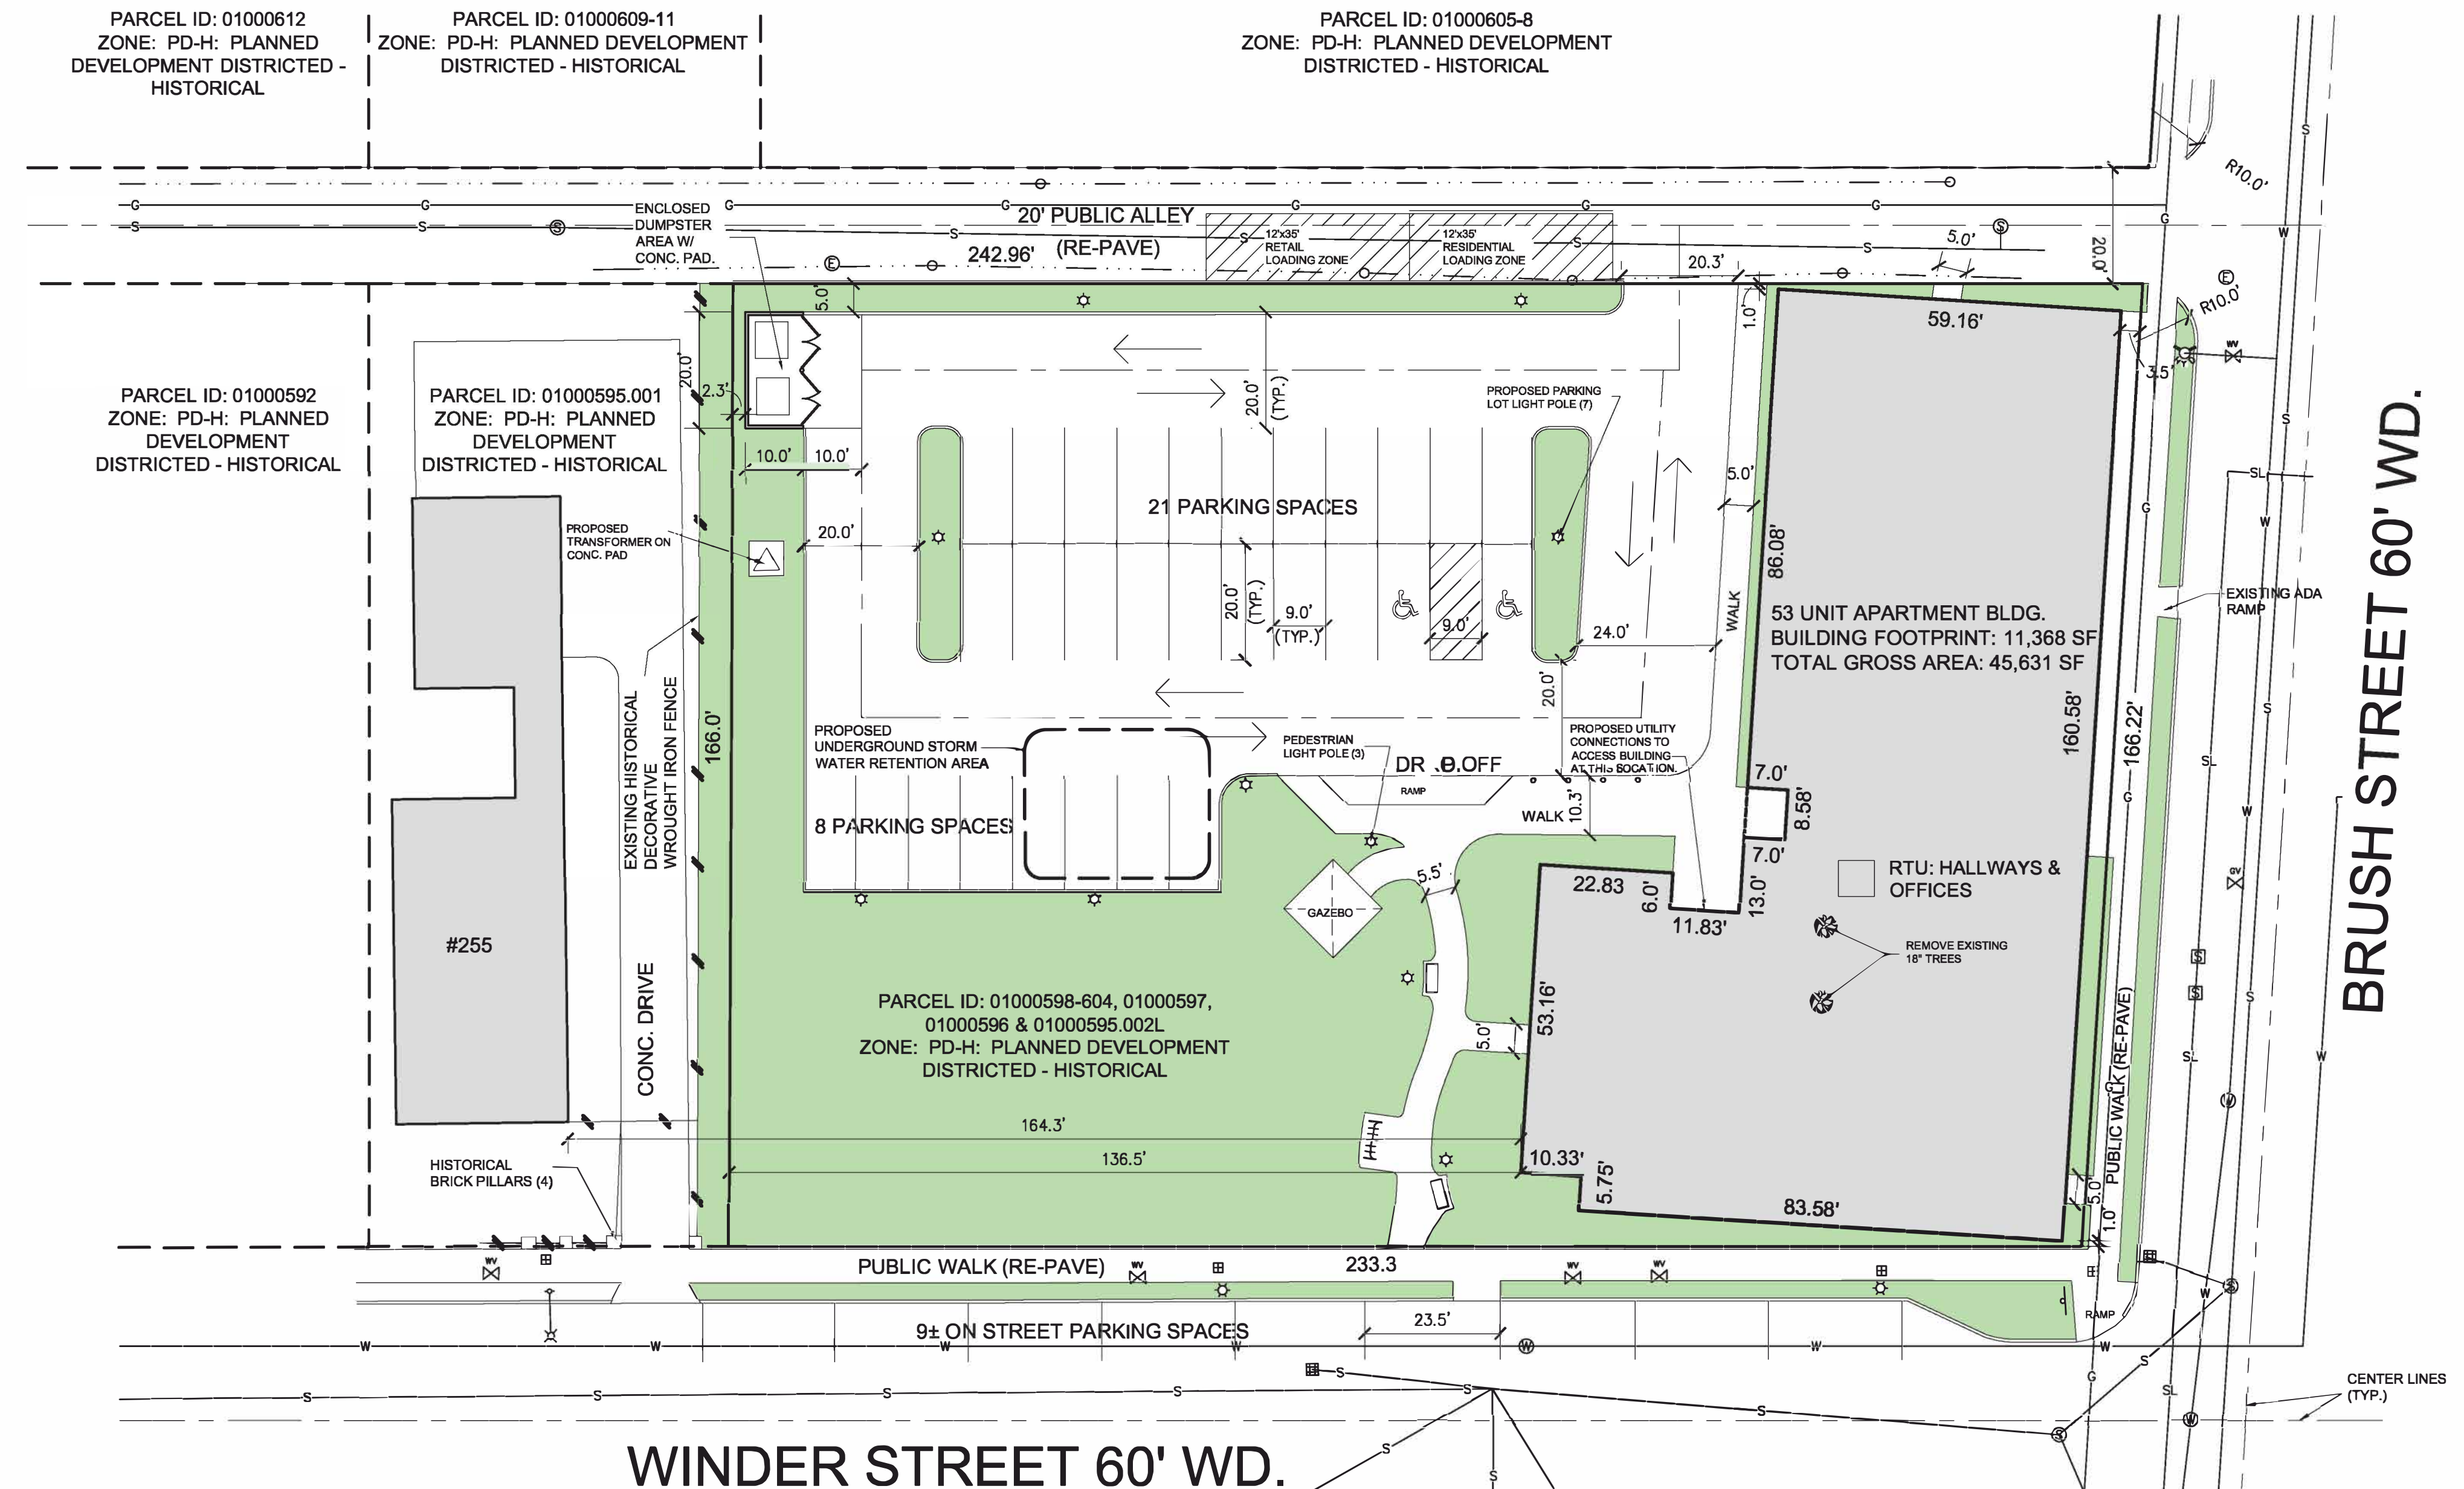 PARCEL ID: 01000612
ZONE: PD-H: PLANNED
DEVELOPMENT DISTRICTED -
HISTORICAL
PARCEL ID: 01000609-11
ZONE: PD-H: PLANNED DEVELOPMENT
DISTRICTED - HISTORICAL
PARCEL ID: 01000605-8
ZONE: PD-H: PLANNED DEVELOPMENT
DISTRICTED - HISTORICAL
R10.0'
ENCLOSED
DUMPSTER
AREA W/
CONC. PAD.
20' PUBLIC ALLEY
(RE-PAVE)
242.96'
12'x35'
RETAIL
LOADING ZONE
12'x35'
RESIDENTIAL
LOADING ZONE
20.3'
5.0'
20.0'
R10.0'
5.0'
1.0'
59.16'
3.5'
PARCEL ID: 01000592
ZONE: PD-H: PLANNED
DEVELOPMENT
DISTRICTED - HISTORICAL
PARCEL ID: 01000595.001
ZONE: PD-H: PLANNED
DEVELOPMENT
DISTRICTED - HISTORICAL
20.0'
2.3'
10.0'
10.0'
20.0'
(TYP.)
PROPOSED PARKING
LOT LIGHT POLE (7)
5.0'
21 PARKING SPACES
20.0'
PROPOSED
TRANSFORMER ON
CONC. PAD
20.0'
(TYP.)
9.0'
(TYP.)
9.0'
24.0'
WALK
86.08'
53 UNIT APARTMENT BLDG.
BUILDING FOOTPRINT: 11,368 SF
TOTAL GROSS AREA: 45,631 SF
EXISTING ADA
RAMP
BRUSH STREET 60' WD.
EXISTING HISTORICAL
DECORATIVE
WROUGHT IRON FENCE
166.0'
20.0'
160.58'
166.22'
PROPOSED
UNDERGROUND STORM
WATER RETENTION AREA
PEDESTRIAN
LIGHT POLE (3)
PROPOSED UTILITY
CONNECTIONS TO
ACCESS BUILDING
AT THIS LOCATION.
RAMP
WALK
10.3'
7.0'
8.58'
7.0'
8 PARKING SPACES
5.5'
22.83
6.0'
13.0'
11.83'
GAZEBO
RTU: HALLWAYS &
OFFICES
REMOVE EXISTING
18" TREES
#255
CONC. DRIVE
PARCEL ID: 01000598-604, 01000597,
01000596 & 01000595.002L
ZONE: PD-H: PLANNED DEVELOPMENT
DISTRICTED - HISTORICAL
53.16'
5.0'
PUBLIC WALK (RE-PAVE)
164.3'
136.5'
10.33'
5.75'
83.58'
5.0'
1.0'
HISTORICAL
BRICK PILLARS (4)
PUBLIC WALK (RE-PAVE)
233.3
RAMP
9± ON STREET PARKING SPACES
23.5'
CENTER LINES
(TYP.)
WINDER STREET 60' WD.